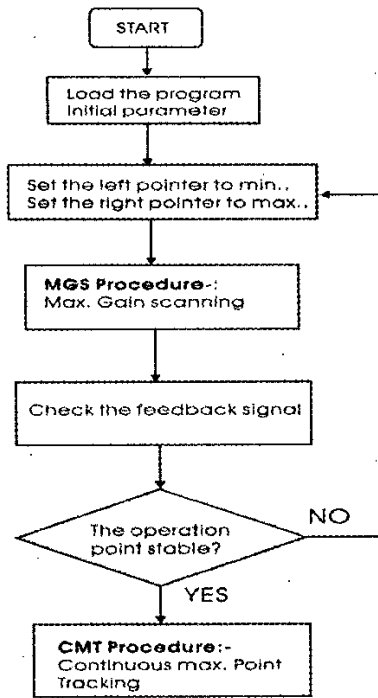 START
Load the program
Initial parameter
Set the left pointer to min..
Set the right pointer to max..
MGS Procedure-:
Max. Gain scanning
Check the feedback signal
The operation
point stable?
NO
YES
CMT Procedure:-
Continuous max. Point
Tracking